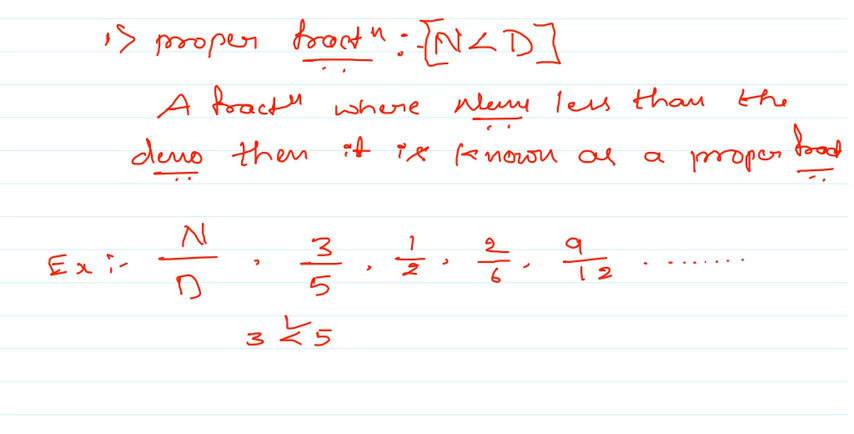 1> proper fractⁿ :- [N < D]
A fractⁿ where Nume less than the
deno then it is known as a proper fract
Ex :- N/D , 3/5 , 1/2 , 2/6 , 9/12 ........
3 < 5